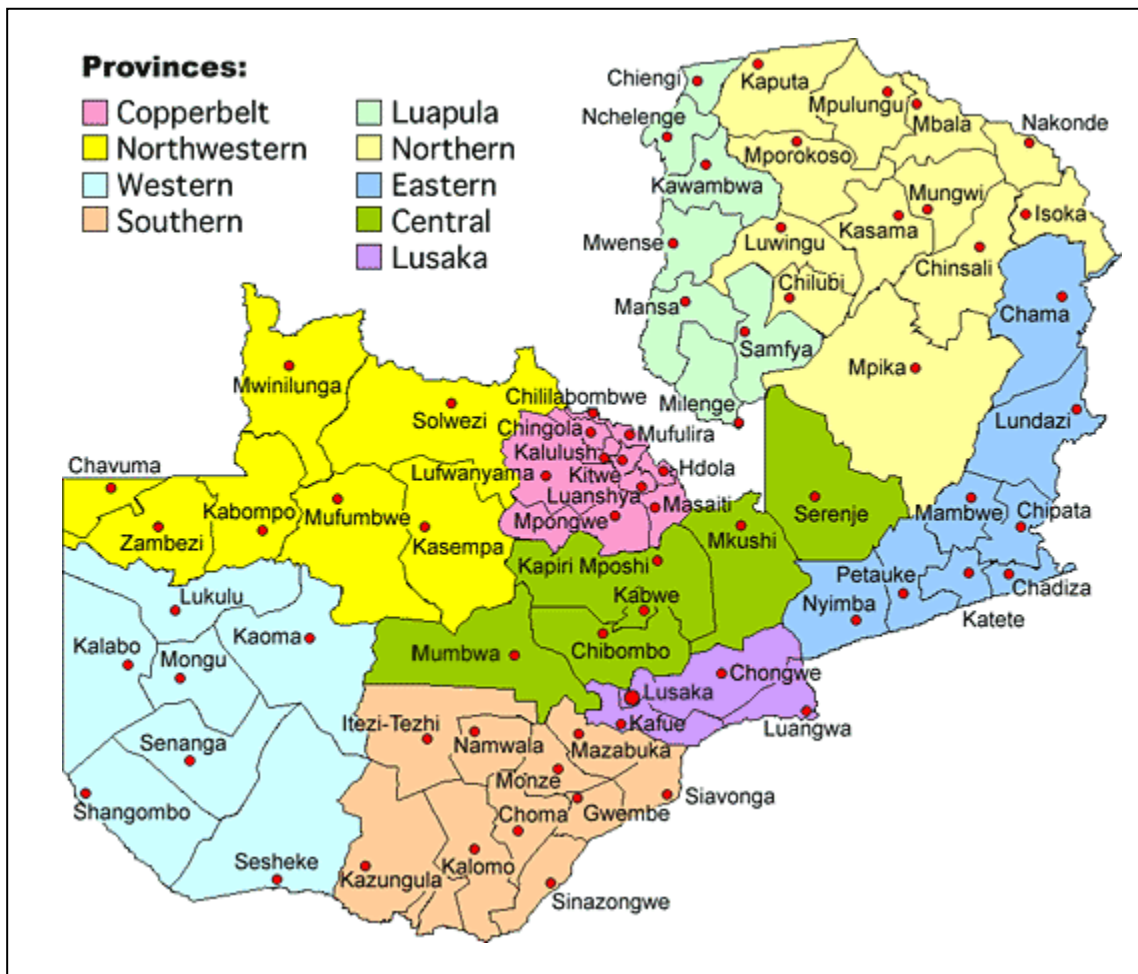 Provinces:
Copperbelt
Northwestern
Western
Southern
Luapula
Northern
Eastern
Central
Lusaka
Chiengi
Kaputa
Mpulungu
Mbala
Nchelenge
Nakonde
Mporokoso
Kawambwa
Mungwi
Isoka
Kasama
Mwense
Luwingu
Chinsali
Chilubi
Mansa
Chama
Samfya
Mpika
Mwinilunga
Milenge
Chililabombwe
Solwezi
Lundazi
Chingola
Mufulira
Kalulush
Chavuma
Lufwanyama
Kitwe
Hdola
Luanshya
Masaiti
Kabompo
Mufumbwe
Serenje
Mambwe
Chipata
Mpongwe
Zambezi
Kasempa
Mkushi
Kapiri Mposhi
Petauke
Chadiza
Lukulu
Kabwe
Nyimba
Katete
Kaoma
Kalabo
Mongu
Mumbwa
Chibombo
Chongwe
Lusaka
Itezi-Tezhi
Kafue
Luangwa
Senanga
Namwala
Mazabuka
Monze
Shangombo
Siavonga
Choma
Gwembe
Sesheke
Kazungula
Kalomo
Sinazongwe